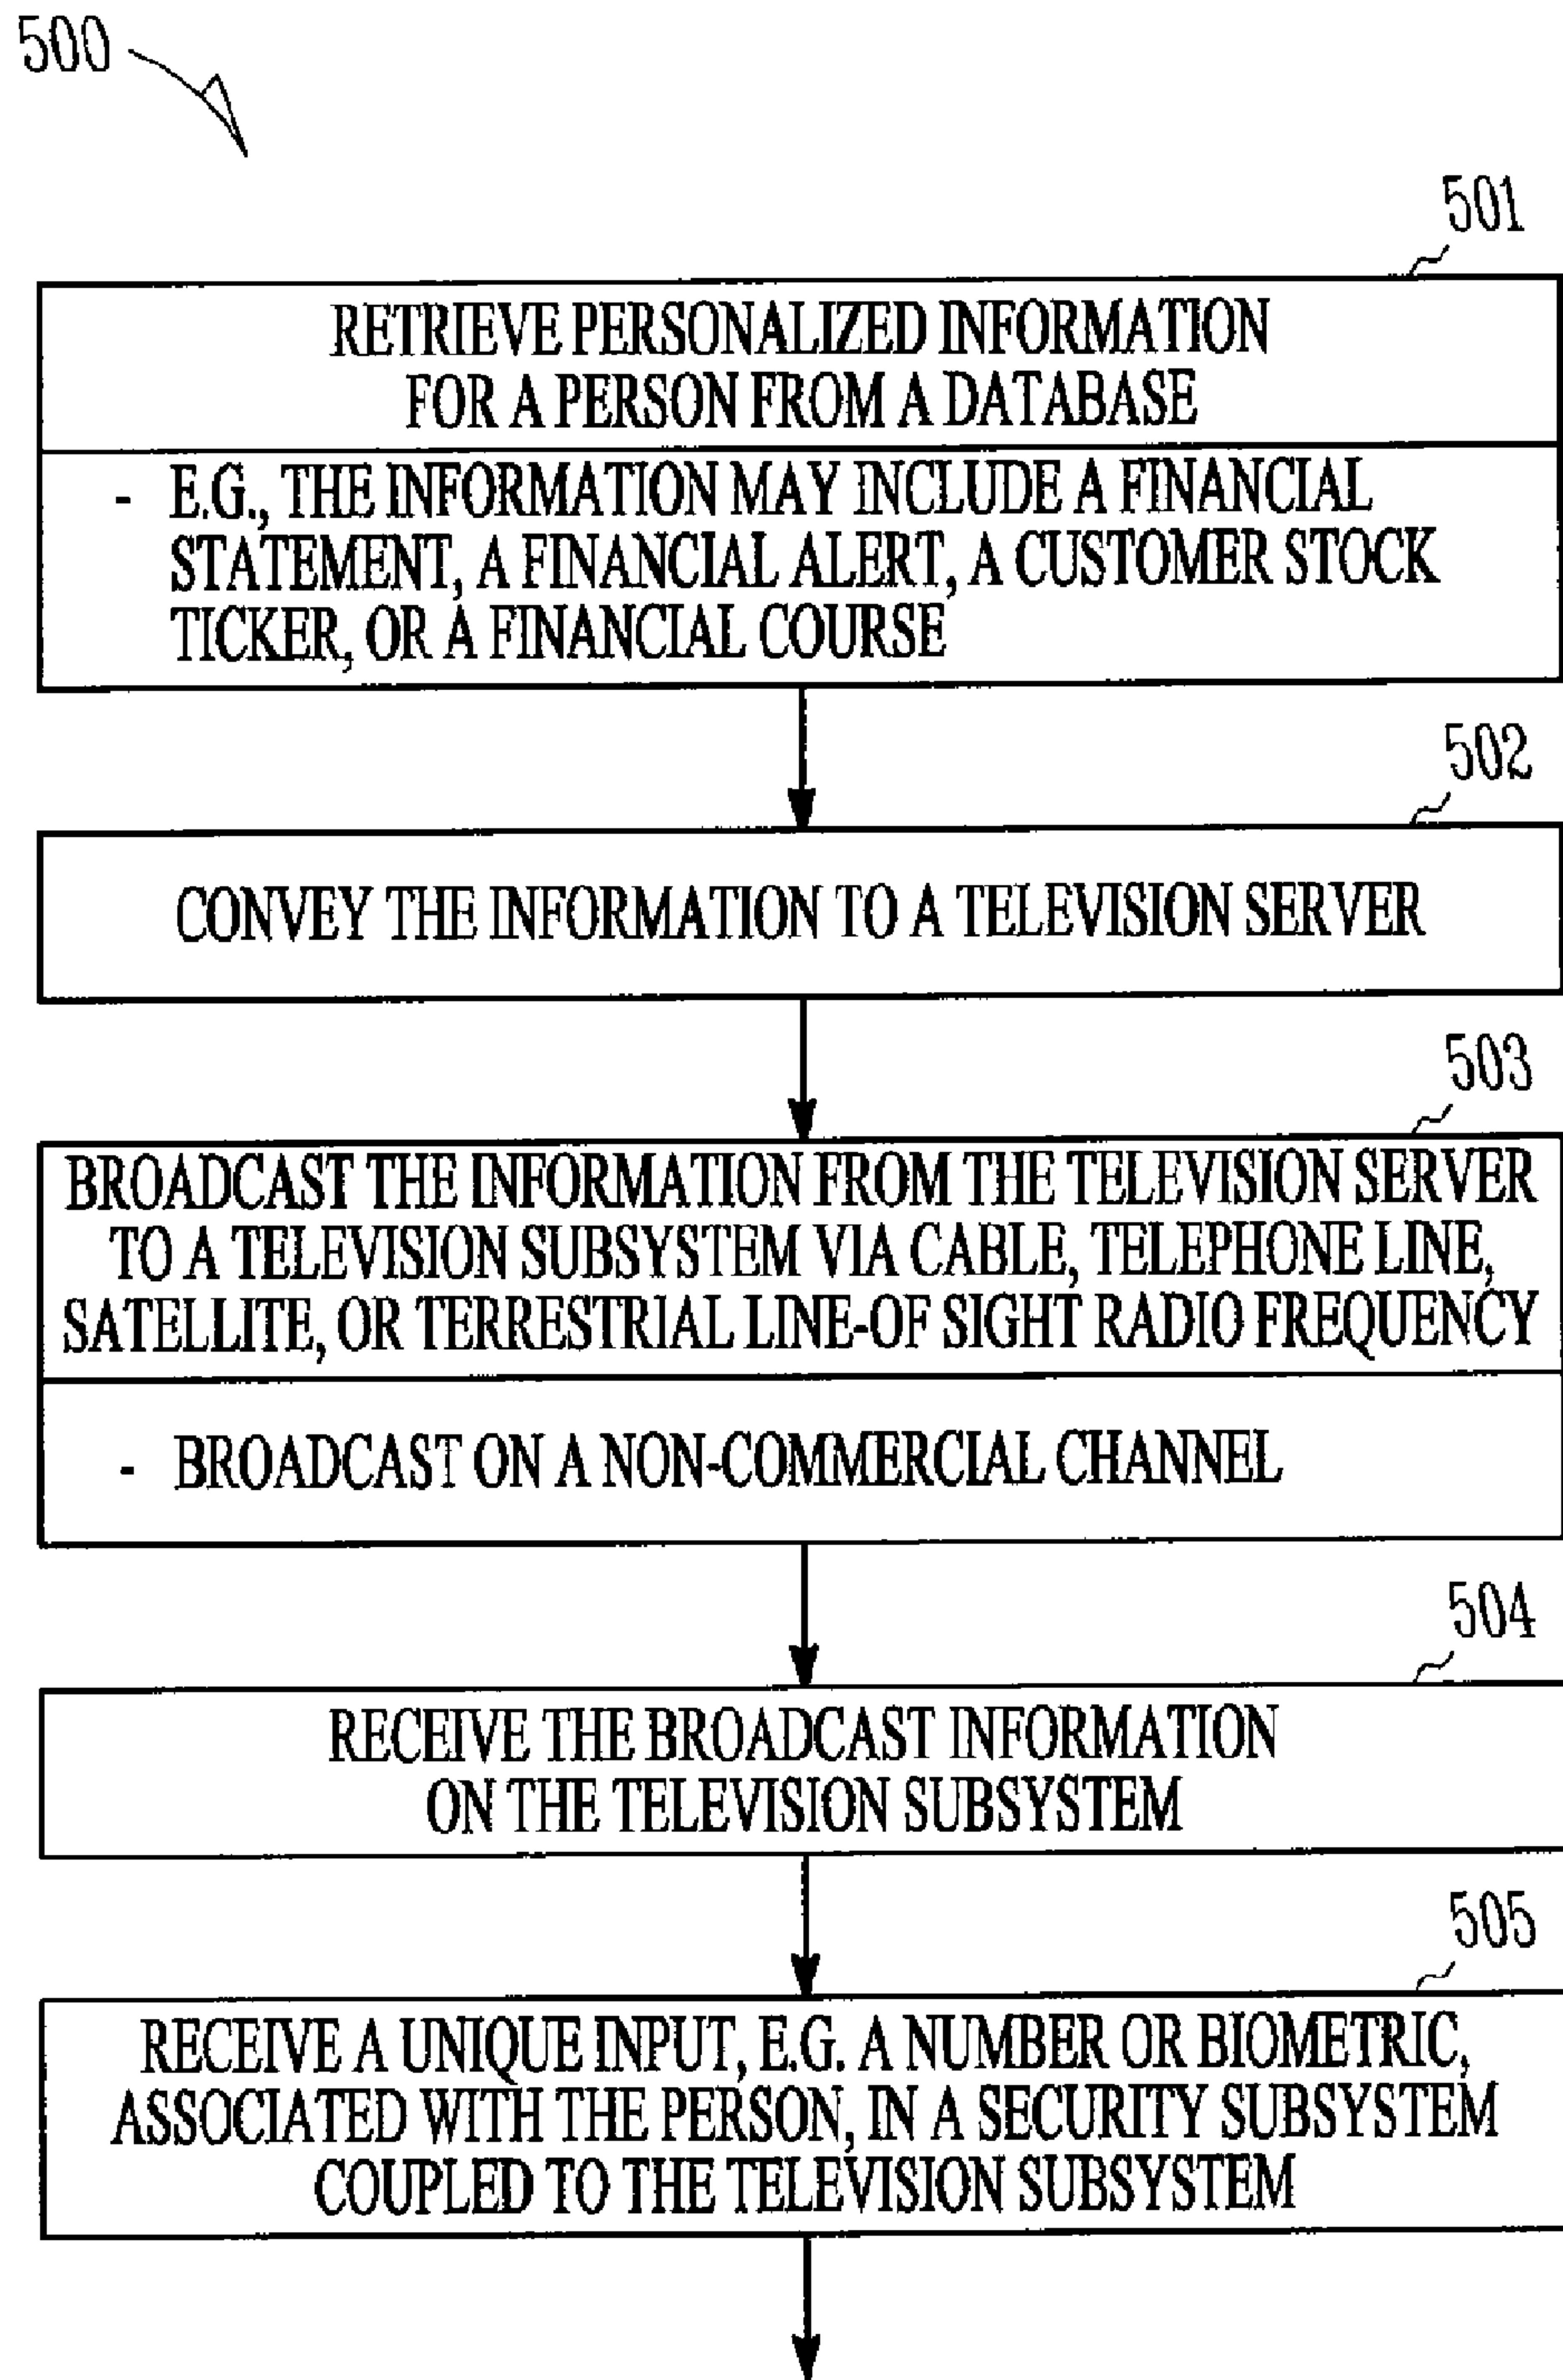 500
501
RETRIEVE PERSONALIZED INFORMATION
FOR A PERSON FROM A DATABASE
- E.G., THE INFORMATION MAY INCLUDE A FINANCIAL
STATEMENT, A FINANCIAL ALERT, A CUSTOMER STOCK
TICKER, OR A FINANCIAL COURSE
502
CONVEY THE INFORMATION TO A TELEVISION SERVER
503
BROADCAST THE INFORMATION FROM THE TELEVISION SERVER
TO A TELEVISION SUBSYSTEM VIA CABLE, TELEPHONE LINE,
SATELLITE, OR TERRESTRIAL LINE-OF SIGHT RADIO FREQUENCY
- BROADCAST ON A NON-COMMERCIAL CHANNEL
504
RECEIVE THE BROADCAST INFORMATION
ON THE TELEVISION SUBSYSTEM
505
RECEIVE A UNIQUE INPUT, E.G. A NUMBER OR BIOMETRIC,
ASSOCIATED WITH THE PERSON, IN A SECURITY SUBSYSTEM
COUPLED TO THE TELEVISION SUBSYSTEM